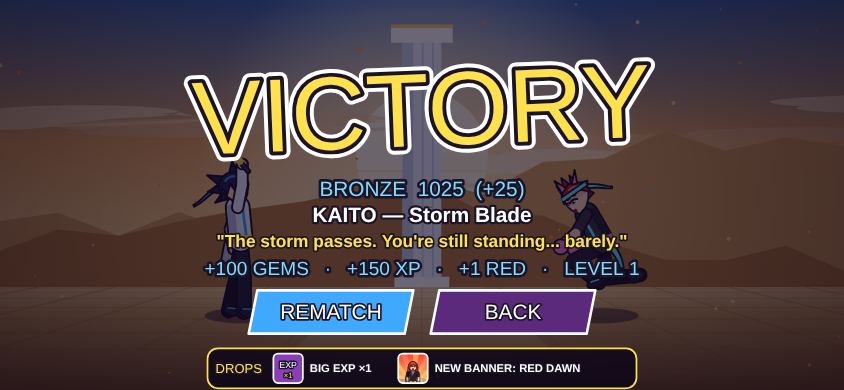 VICTORY
BRONZE 1025 (+25)
KAITO — Storm Blade
"The storm passes. You're still standing... barely."
+100 GEMS · +150 XP · +1 RED · LEVEL 1
REMATCH BACK
DROPS EXP ×1 BIG EXP ×1 NEW BANNER: RED DAWN